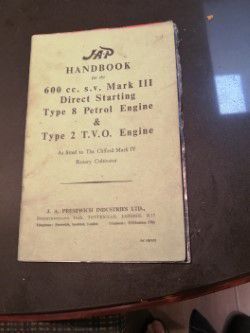 JAP
HANDBOOK
for the
600 cc. s.v. Mark III
Direct Starting
Type 8 Petrol Engine
&
Type 2 T.V.O. Engine
As fitted to The Clifford Mark IV
Rotary Cultivator
J. A. PRESTWICH INDUSTRIES LTD.,
TOTTENHAM, LONDON, N.17